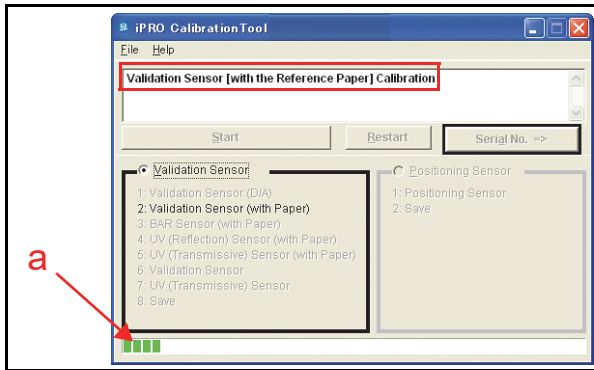 iPRO CalibrationTool
File Help
Validation Sensor [with the Reference Paper] Calibration
Start Restart Serial No. =>
Validation Sensor
1: Validation Sensor (D/A)
2: Validation Sensor (with Paper)
3: BAR Sensor (with Paper)
4: UV (Reflection) Sensor (with Paper)
5: UV (Transmissive) Sensor (with Paper)
6: Validation Sensor
7: UV (Transmissive) Sensor
8: Save
Positioning Sensor
1: Positioning Sensor
2: Save
a